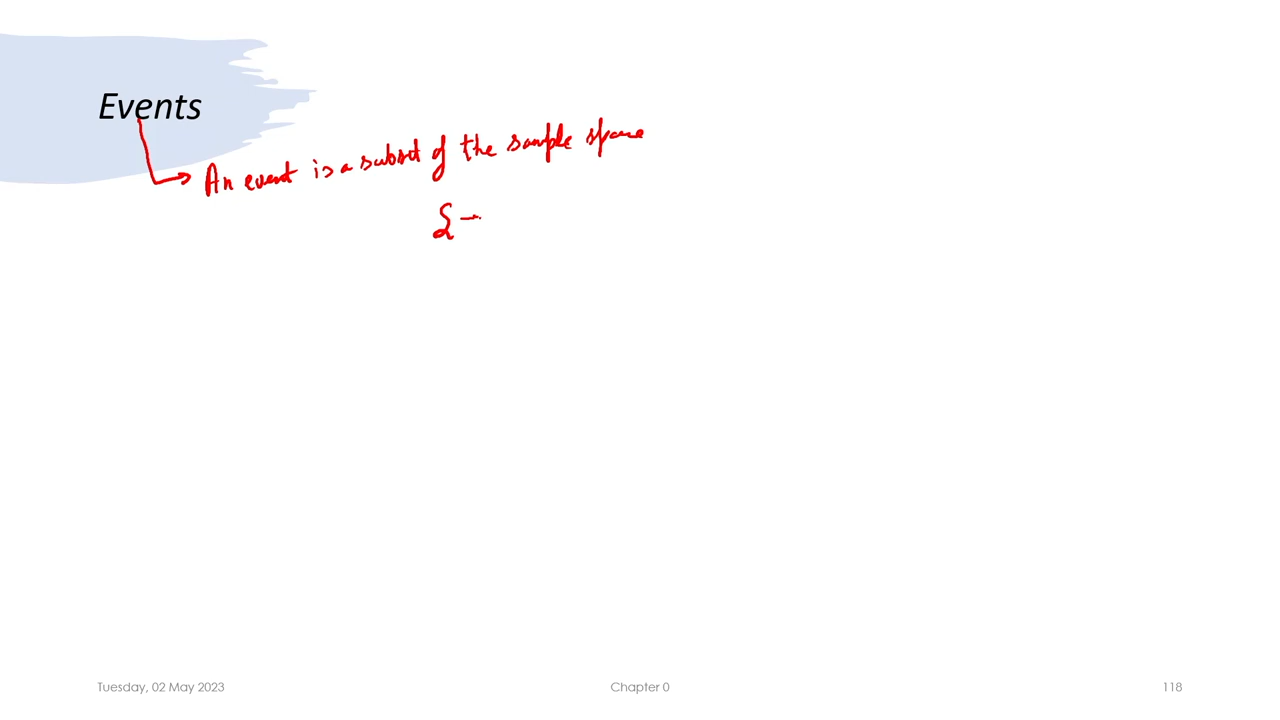 Events
An event is a subset of the sample space
S -
Tuesday, 02 May 2023
Chapter 0
118